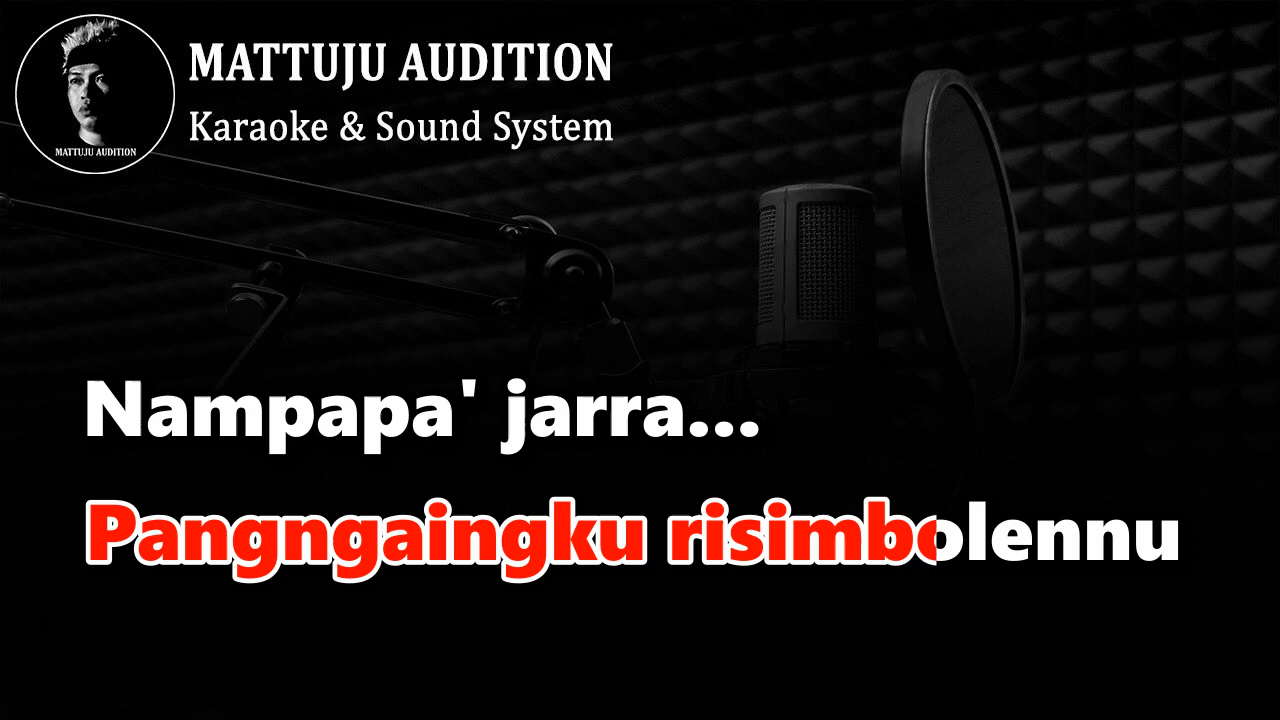 MATTUJU AUDITION
Karaoke & Sound System
MATTUJU AUDITION
Nampapa' jarra...
Pangngaingku risimbolennu